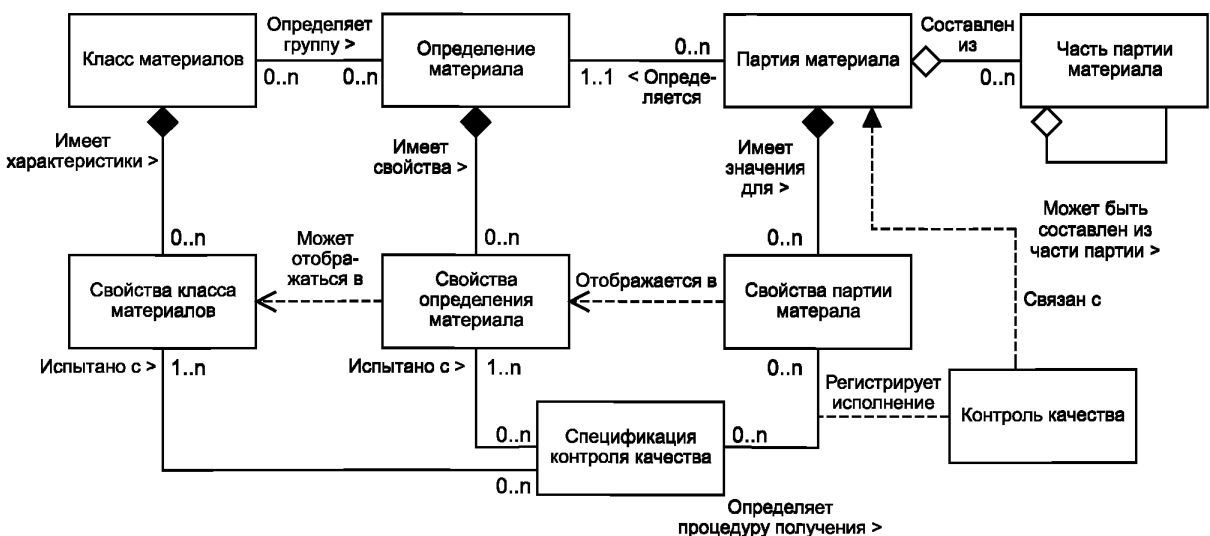 Класс материалов
Определяет
группу >
0..n
0..n
Определение
материала
1..1
0..n
< Опреде-
ляется
Партия материала
Составлен
из
0..n
Часть партии
материала
Имеет
характеристики >
Имеет
свойства >
Имеет
значения
для >
Может быть
составлен из
части партии >
0..n
0..n
0..n
Свойства класса
материалов
Может
отобра-
жаться в
Свойства
определения
материала
Отображается в
Свойства партии
матерала
Связан с
Испытано с >
1..n
Испытано с >
1..n
0..n
Регистрирует
исполнение
Контроль качества
0..n
Спецификация
контроля качества
0..n
0..n
Определяет
процедуру получения >